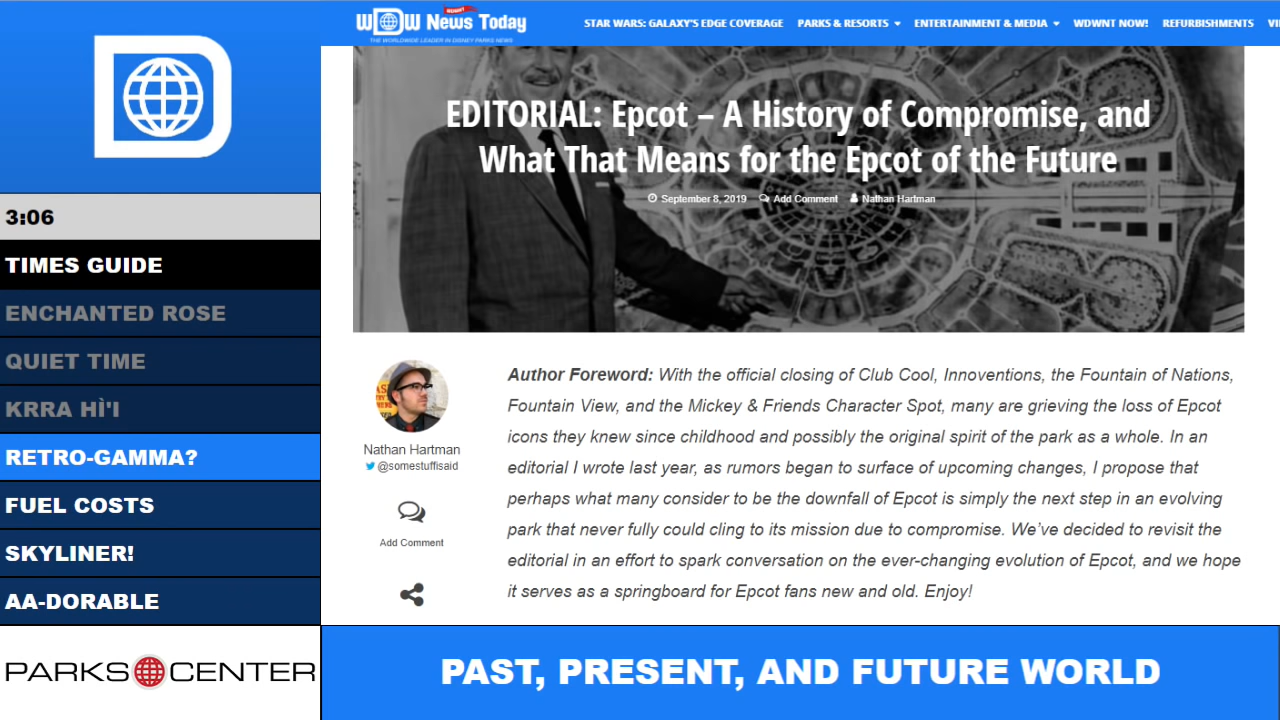 WDW News Today
THE WORLDWIDE LEADER IN DISNEY PARKS NEWS
STAR WARS: GALAXY'S EDGE COVERAGE PARKS & RESORTS ENTERTAINMENT & MEDIA WDWNT NOW! REFURBISHMENTS
D
EDITORIAL: Epcot – A History of Compromise, and
What That Means for the Epcot of the Future
September 8, 2019 Add Comment Nathan Hartman
3:06
TIMES GUIDE
ENCHANTED ROSE
QUIET TIME
KRRA HÌ'I
RETRO-GAMMA?
FUEL COSTS
SKYLINER!
AA-DORABLE
PARKS CENTER
Nathan Hartman
@somestuffisaid
Add Comment
Author Foreword: With the official closing of Club Cool, Innoventions, the Fountain of Nations,
Fountain View, and the Mickey & Friends Character Spot, many are grieving the loss of Epcot
icons they knew since childhood and possibly the original spirit of the park as a whole. In an
editorial I wrote last year, as rumors began to surface of upcoming changes, I propose that
perhaps what many consider to be the downfall of Epcot is simply the next step in an evolving
park that never fully could cling to its mission due to compromise. We've decided to revisit the
editorial in an effort to spark conversation on the ever-changing evolution of Epcot, and we hope
it serves as a springboard for Epcot fans new and old. Enjoy!
PAST, PRESENT, AND FUTURE WORLD